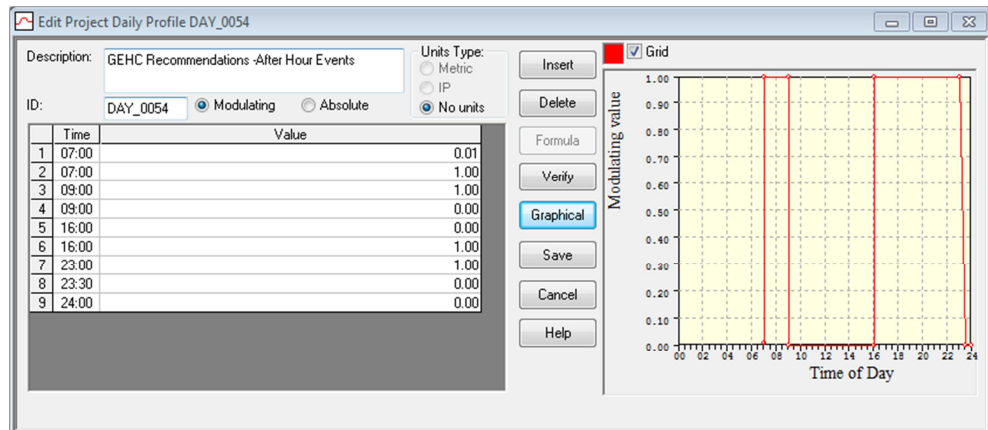 Edit Project Daily Profile DAY_0054
Description:
GEHC Recommendations -After Hour Events
Units Type:
Metric
IP
No units
ID:
DAY_0054
Modulating
Absolute
Time Value
1 07:00 0.01
2 07:00 1.00
3 09:00 1.00
4 09:00 0.00
5 16:00 0.00
6 16:00 1.00
7 23:00 1.00
8 23:30 0.00
9 24:00 0.00
Insert
Delete
Formula
Verify
Graphical
Save
Cancel
Help
Grid
Modulating value
1.00
0.90
0.80
0.70
0.60
0.50
0.40
0.30
0.20
0.10
0.00
00 02 04 06 08 10 12 14 16 18 20 22 24
Time of Day